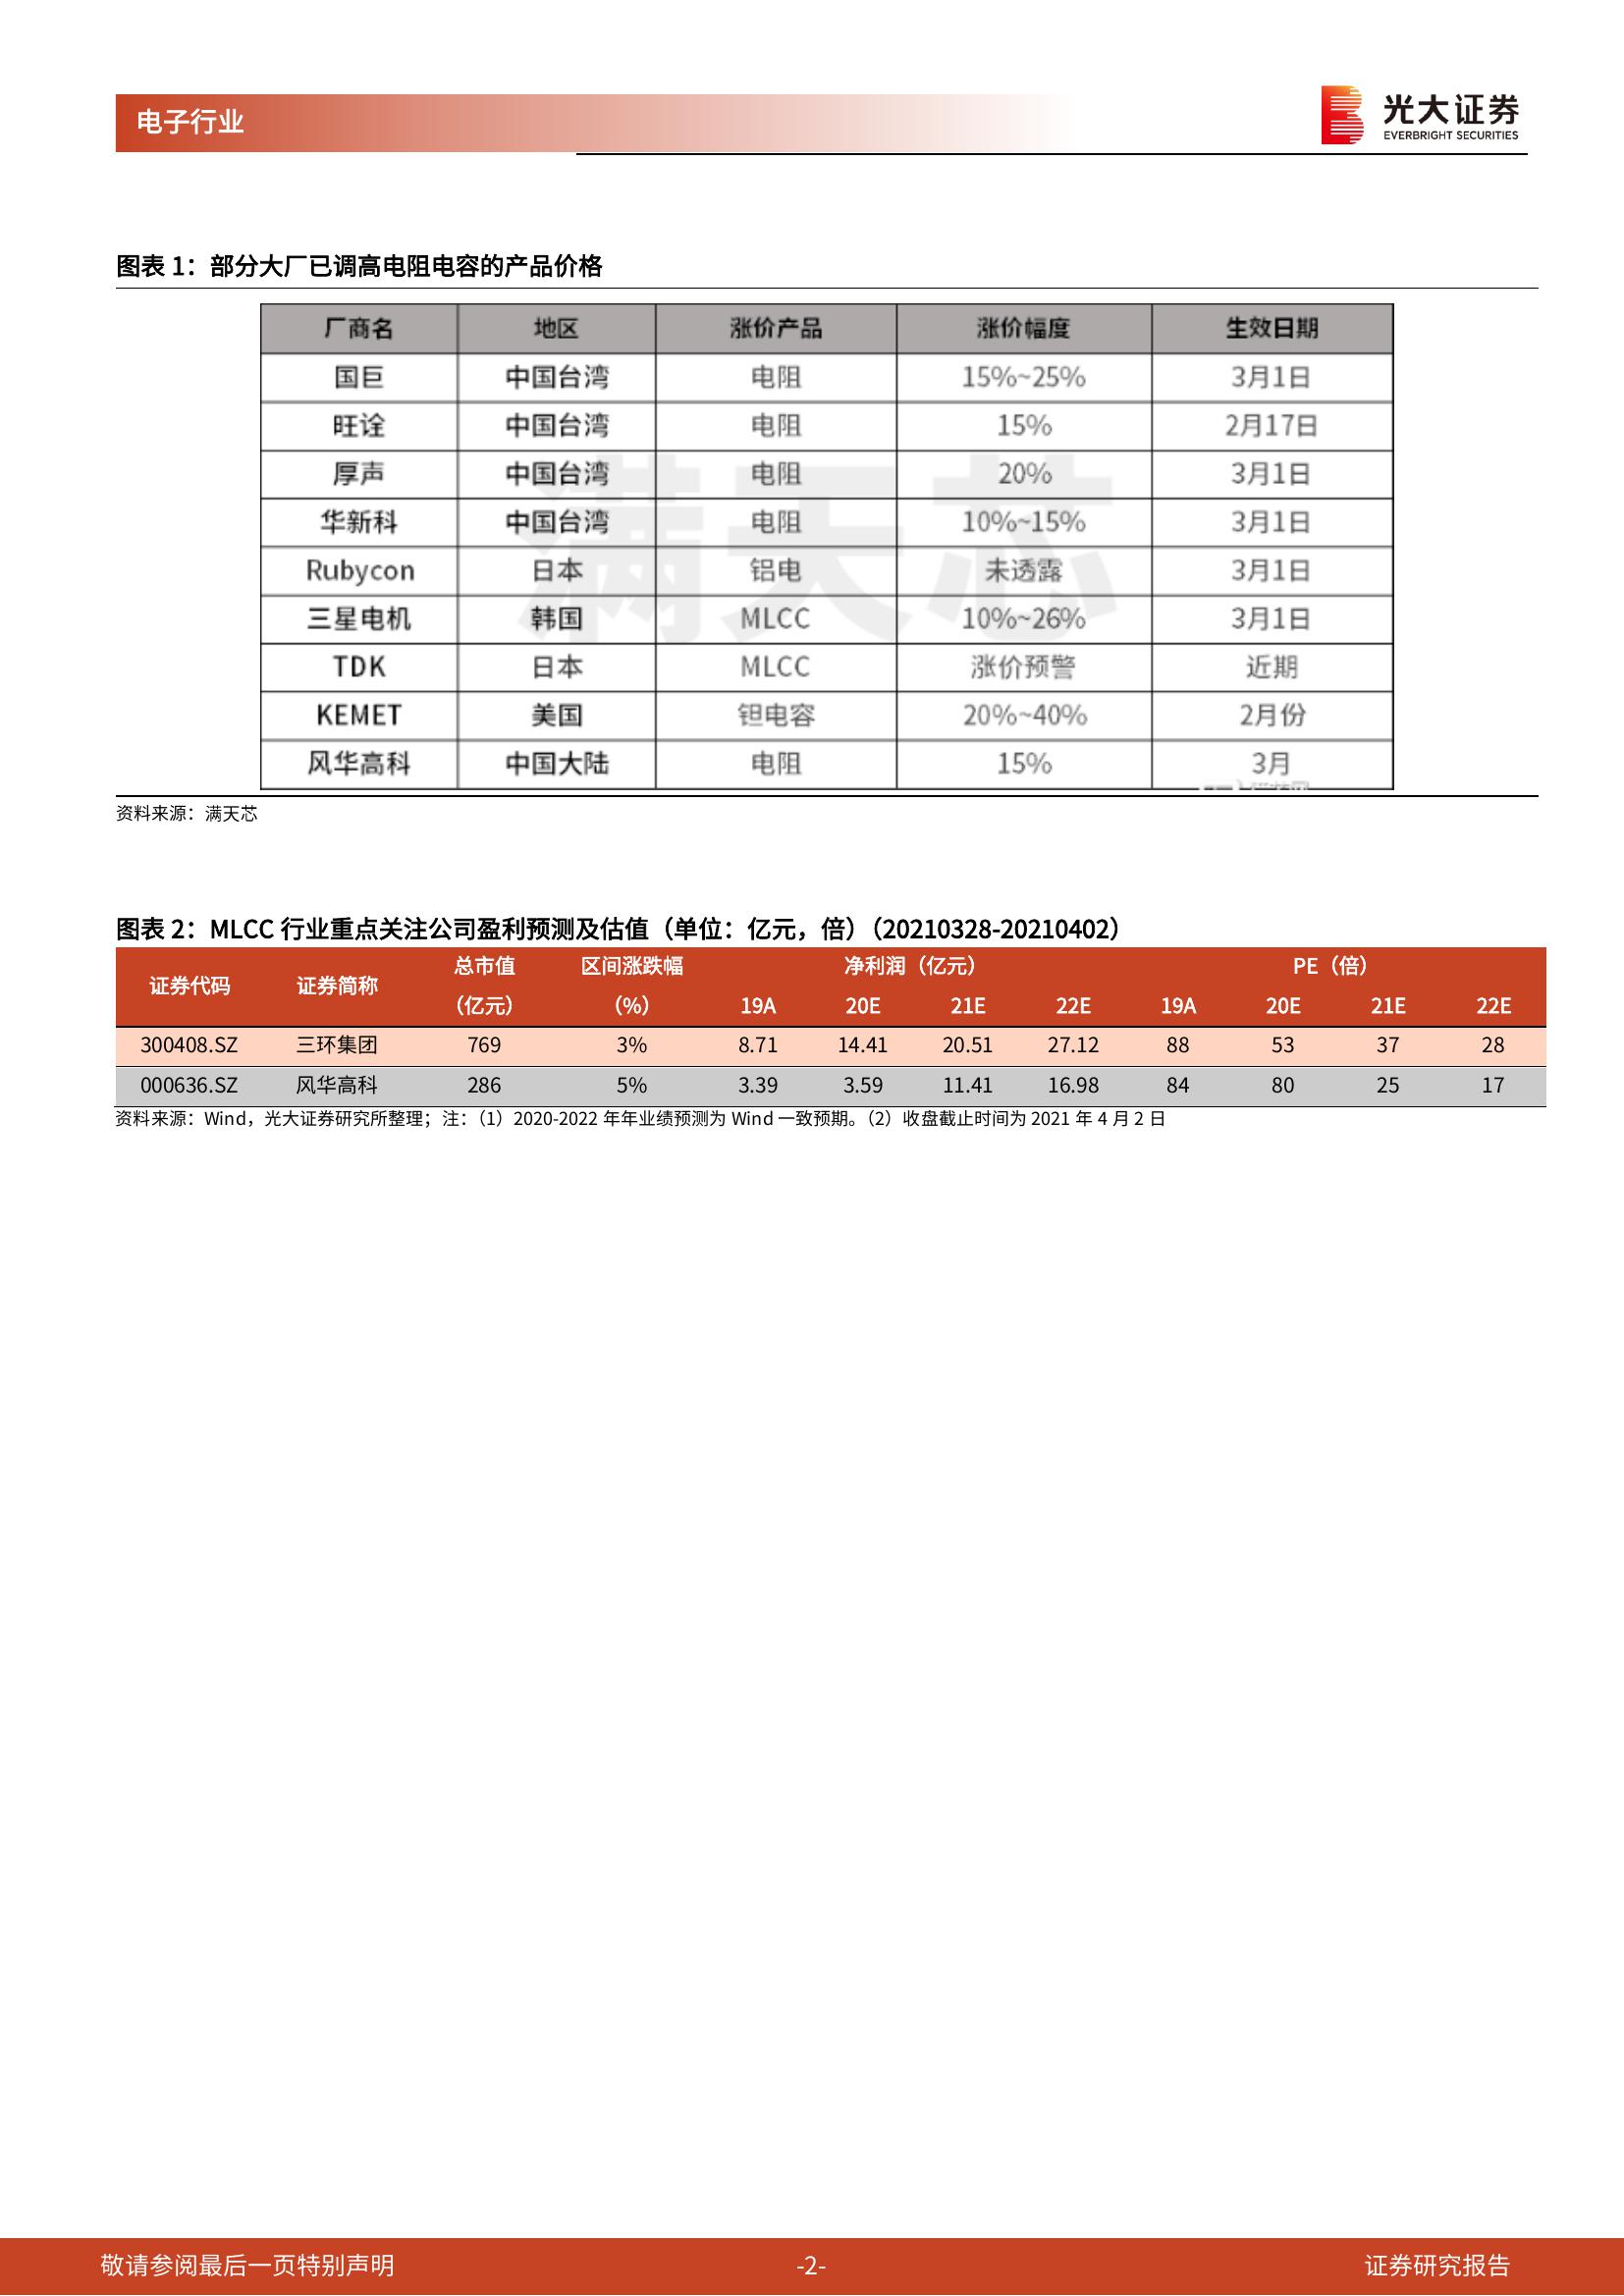 电子行业
光大证券
EVERBRIGHT SECURITIES
图表 1：部分大厂已调高电阻电容的产品价格
厂商名 地区 涨价产品 涨价幅度 生效日期
国巨 中国台湾 电阻 15%~25% 3月1日
旺诠 中国台湾 电阻 15% 2月17日
厚声 中国台湾 电阻 20% 3月1日
华新科 中国台湾 电阻 10%~15% 3月1日
Rubycon 日本 铝电 未透露 3月1日
三星电机 韩国 MLCC 10%~26% 3月1日
TDK 日本 MLCC 涨价预警 近期
KEMET 美国 钽电容 20%~40% 2月份
风华高科 中国大陆 电阻 15% 3月
满天芯
资料来源：满天芯
图表 2：MLCC 行业重点关注公司盈利预测及估值（单位：亿元，倍）（20210328-20210402）
证券代码 证券简称 总市值 区间涨跌幅 净利润（亿元） PE（倍）
（亿元） （%） 19A 20E 21E 22E 19A 20E 21E 22E
300408.SZ 三环集团 769 3% 8.71 14.41 20.51 27.12 88 53 37 28
000636.SZ 风华高科 286 5% 3.39 3.59 11.41 16.98 84 80 25 17
资料来源：Wind，光大证券研究所整理；注：（1）2020-2022 年年业绩预测为 Wind 一致预期。（2）收盘截止时间为 2021 年 4 月 2 日
敬请参阅最后一页特别声明 -2- 证券研究报告